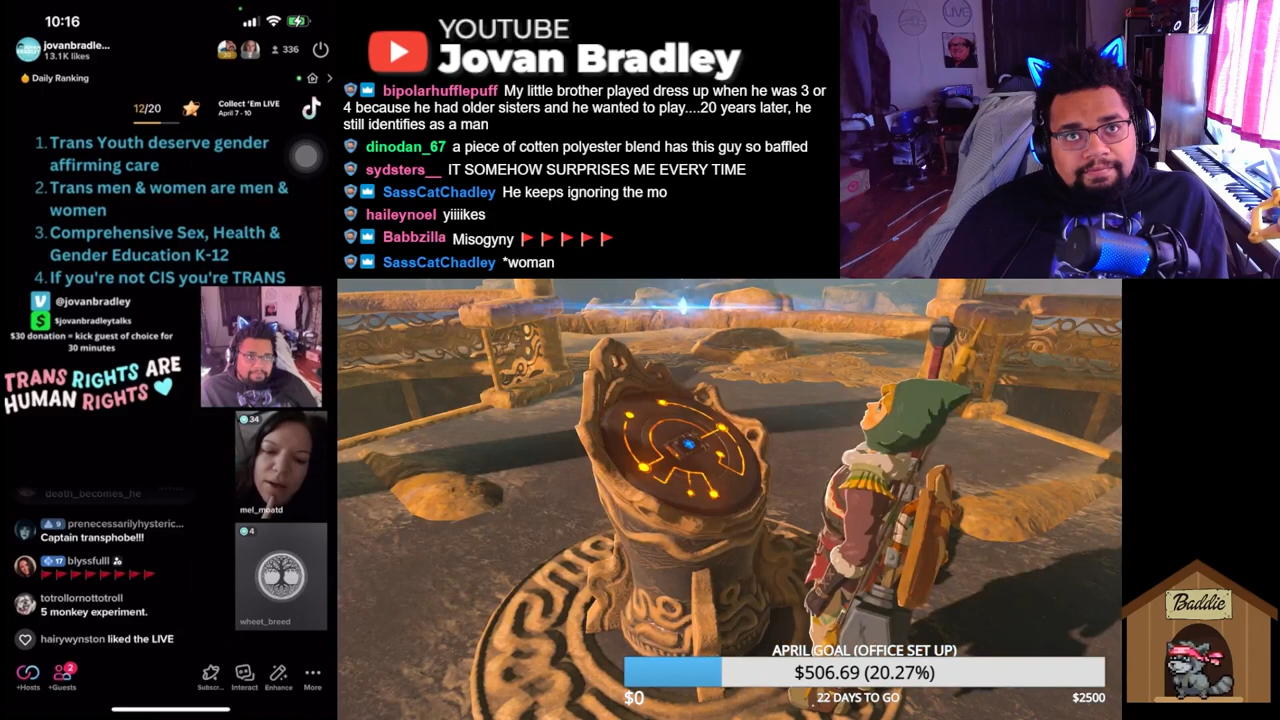 10:16
jovanbradle...
13.1K likes
336
Daily Ranking
12/20
Collect 'Em LIVE
April 7 - 10
1. Trans Youth deserve gender
affirming care
2. Trans men & women are men &
women
3. Comprehensive Sex, Health &
Gender Education K-12
4. If you're not CIS you're TRANS
@jovanbradley
$jovanbradleytalks
$30 donation = kick guest of choice for
30 minutes
TRANS RIGHTS ARE
HUMAN RIGHTS
34
mel_moatd
4
wheet_breed
death_becomes_he
9 prenecessarilyhysteric...
Captain transphobe!!!
17 blyssfulll
totrollornottotroll
5 monkey experiment.
hairywynston liked the LIVE
2
+Hosts
+Guests
Subscr...
Interact
Enhance
More
YOUTUBE
Jovan Bradley
bipolarhufflepuff My little brother played dress up when he was 3 or
4 because he had older sisters and he wanted to play....20 years later, he
still identifies as a man
dinodan_67 a piece of cotten polyester blend has this guy so baffled
sydsters__ IT SOMEHOW SURPRISES ME EVERY TIME
SassCatChadley He keeps ignoring the mo
haileynoel yiiiikes
Babbzilla Misogyny
SassCatChadley *woman
LIVE
APRIL GOAL (OFFICE SET UP)
$506.69 (20.27%)
$0
22 DAYS TO GO
$2500
Baddie